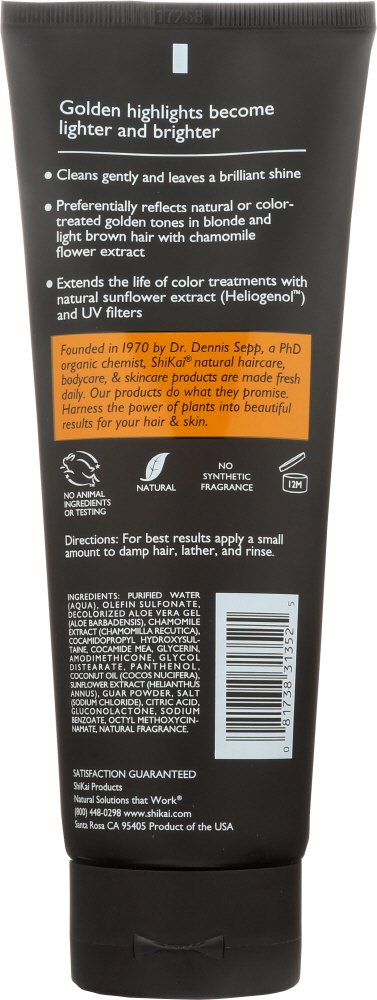 17258
Golden highlights become
lighter and brighter
• Cleans gently and leaves a brilliant shine
• Preferentially reflects natural or color-
treated golden tones in blonde and
light brown hair with chamomile
flower extract
• Extends the life of color treatments with
natural sunflower extract (Heliogenol™)
and UV filters
Founded in 1970 by Dr. Dennis Sepp, a PhD
organic chemist, ShiKai® natural haircare,
bodycare, & skincare products are made fresh
daily. Our products do what they promise.
Harness the power of plants into beautiful
results for your hair & skin.
NO ANIMAL
INGREDIENTS
OR TESTING
NATURAL
NO
SYNTHETIC
FRAGRANCE
12M
Directions: For best results apply a small
amount to damp hair, lather, and rinse.
INGREDIENTS: PURIFIED WATER
(AQUA), OLEFIN SULFONATE,
DECOLORIZED ALOE VERA GEL
(ALOE BARBADENSIS), CHAMOMILE
EXTRACT (CHAMOMILLA RECUTICA),
COCAMIDOPROPYL HYDROXYSUL-
TAINE, COCAMIDE MEA, GLYCERIN,
AMODIMETHICONE, GLYCOL
DISTEARATE, PANTHENOL,
COCONUT OIL (COCOS NUCIFERA),
SUNFLOWER EXTRACT (HELIANTHUS
ANNUS), GUAR POWDER, SALT
(SODIUM CHLORIDE), CITRIC ACID,
GLUCONOLACTONE, SODIUM
BENZOATE, OCTYL METHOXYCIN-
NAMATE, NATURAL FRAGRANCE.
0 81738 31352 5
SATISFACTION GUARANTEED
ShiKai Products
Natural Solutions that Work®
(800) 448-0298 www.shikai.com
Santa Rosa CA 95405 Product of the USA